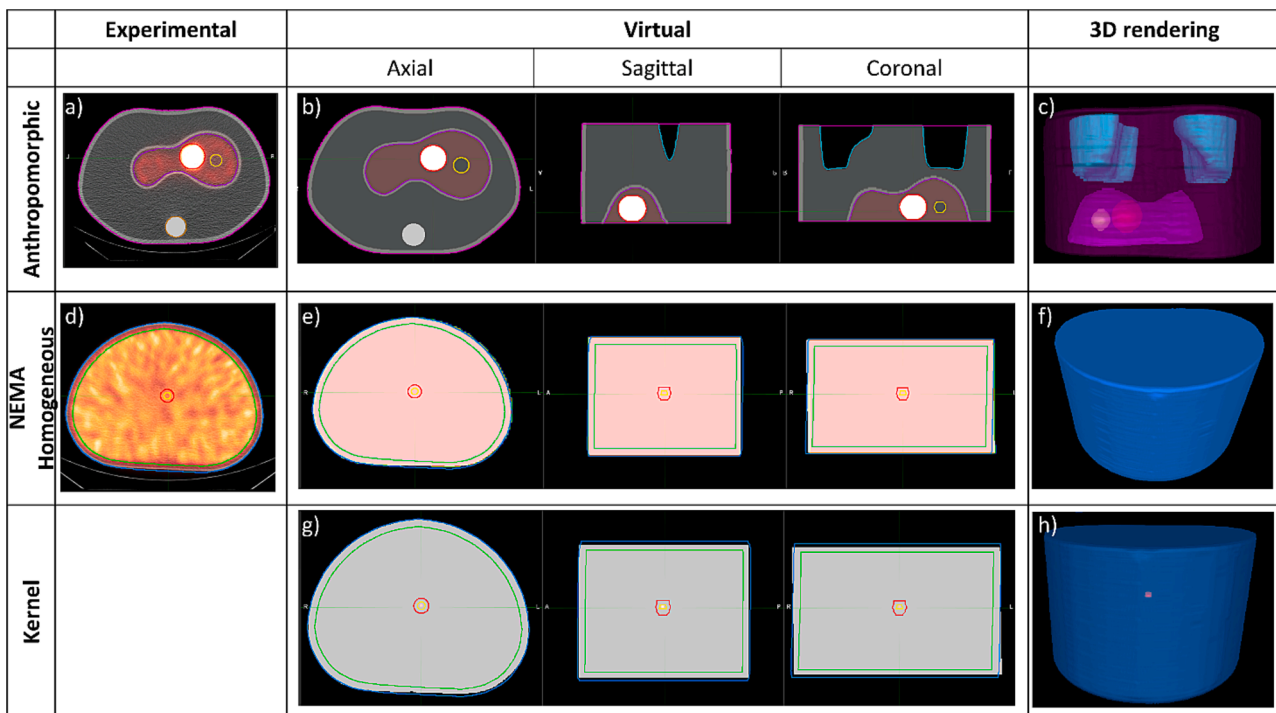 Experimental
Virtual
3D rendering
Axial
Sagittal
Coronal
Anthropomorphic
a)
b)
L
c)
NEMA
Homogeneous
d)
e)
R
L
A
P
R
f)
Kernel
g)
R
L
A
P
R
L
h)